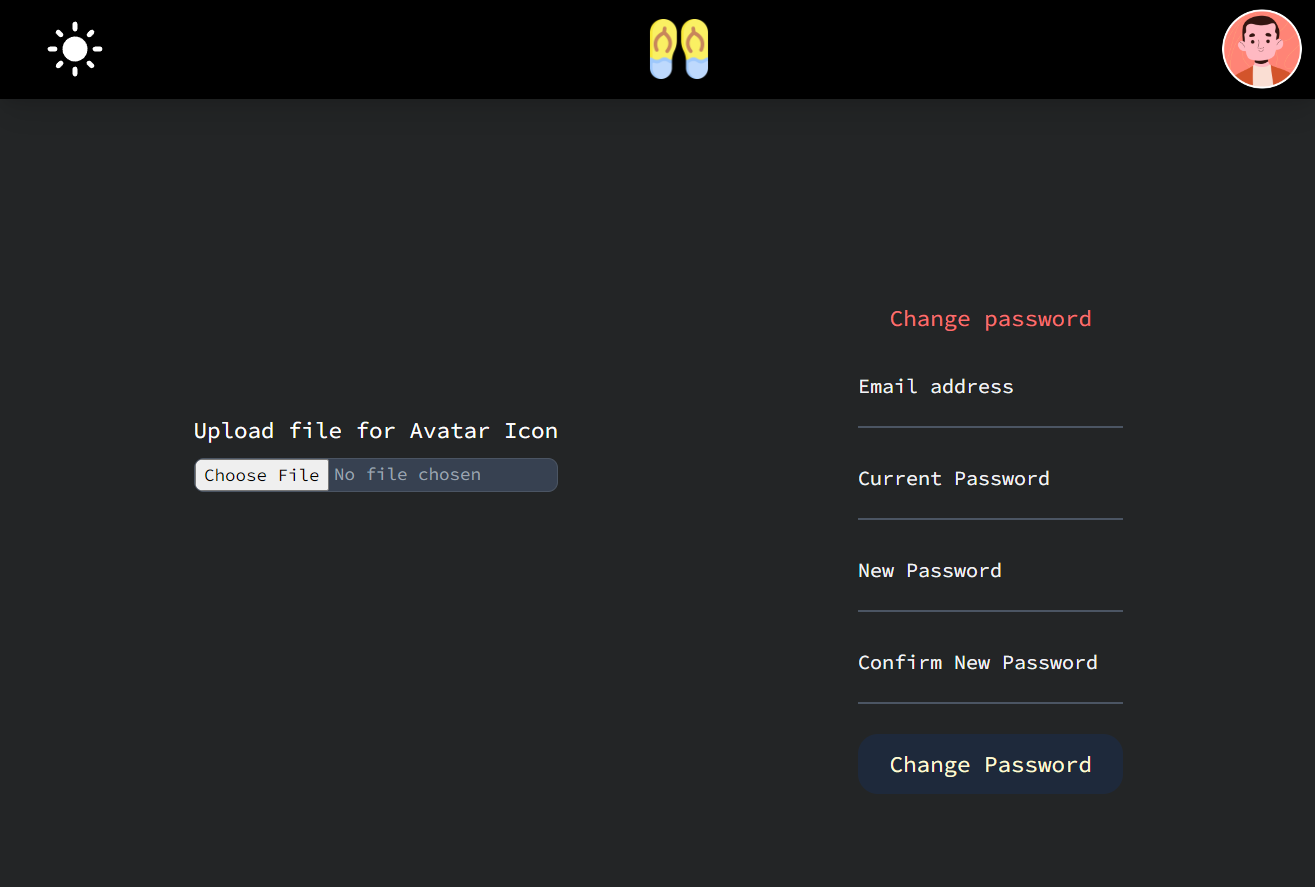 Upload file for Avatar Icon
Choose File No file chosen
Change password
Email address
Current Password
New Password
Confirm New Password
Change Password